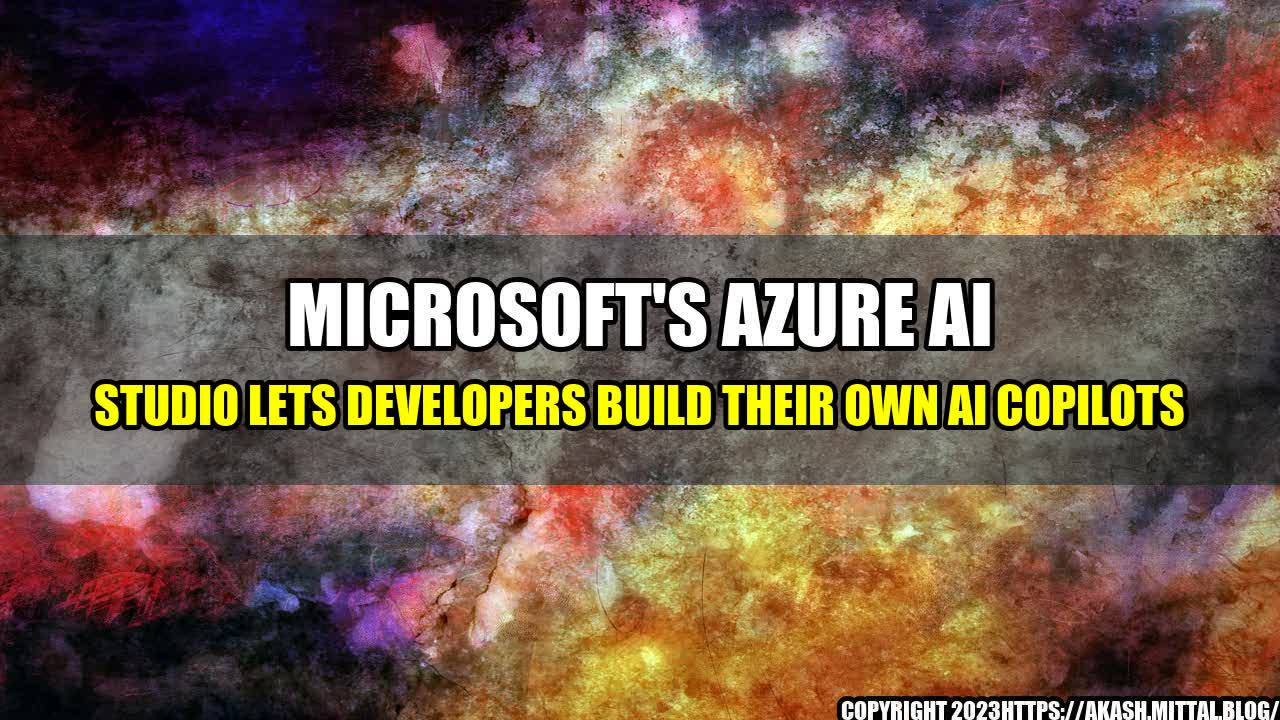 MICROSOFT'S AZURE AI
STUDIO LETS DEVELOPERS BUILD THEIR OWN AI COPILOTS
COPYRIGHT 2023HTTPS://AKASH.MITTAL.BLOG/